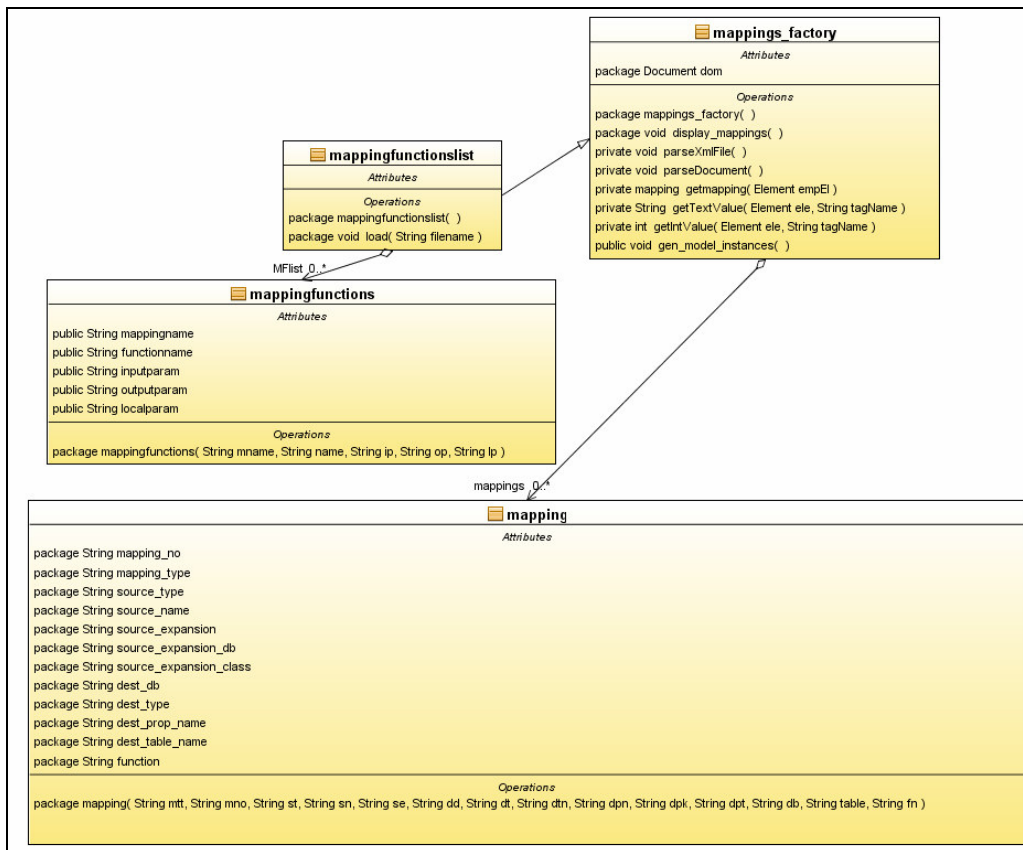 mappings_factory
Attributes
package Document dom
Operations
package mappings_factory( )
package void display_mappings( )
private void parseXmlFile( )
private void parseDocument( )
private mapping getmapping( Element empEl )
private String getTextValue( Element ele, String tagName )
private int getIntValue( Element ele, String tagName )
public void gen_model_instances( )
mappingfunctionslist
Attributes
Operations
package mappingfunctionslist( )
package void load( String filename )
MFlist 0..*
mappingfunctions
Attributes
public String mappingname
public String functionname
public String inputparam
public String outputparam
public String localparam
Operations
package mappingfunctions( String mname, String name, String ip, String op, String lp )
mappings 0..*
mapping
Attributes
package String mapping_no
package String mapping_type
package String source_type
package String source_name
package String source_expansion
package String source_expansion_db
package String source_expansion_class
package String dest_db
package String dest_type
package String dest_prop_name
package String dest_table_name
package String function
Operations
package mapping( String mtt, String mno, String st, String sn, String se, String dd, String dt, String dtn, String dpn, String dpk, String dpt, String db, String table, String fn )